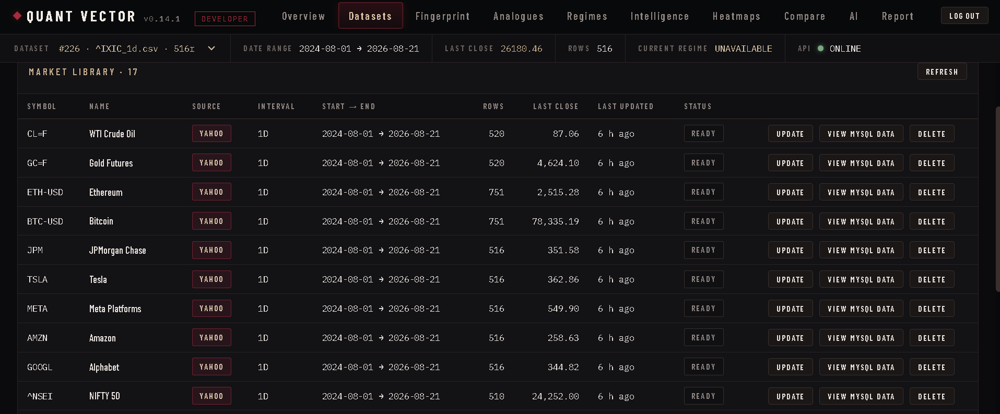 QUANT VECTOR v0.14.1 DEVELOPER Overview Datasets Fingerprint Analogues Regimes Intelligence Heatmaps Compare AI Report LOG OUT
DATASET #226 · ^IXIC_1d.csv · 516r DATE RANGE 2024-08-01 → 2026-08-21 LAST CLOSE 26180.46 ROWS 516 CURRENT REGIME UNAVAILABLE API ONLINE
MARKET LIBRARY · 17 REFRESH
SYMBOL NAME SOURCE INTERVAL START → END ROWS LAST CLOSE LAST UPDATED STATUS
CL=F WTI Crude Oil YAHOO 1D 2024-08-01 → 2026-08-21 520 87.06 6 h ago READY UPDATE VIEW MYSQL DATA DELETE
GC=F Gold Futures YAHOO 1D 2024-08-01 → 2026-08-21 520 4,624.10 6 h ago READY UPDATE VIEW MYSQL DATA DELETE
ETH-USD Ethereum YAHOO 1D 2024-08-01 → 2026-08-21 751 2,515.28 6 h ago READY UPDATE VIEW MYSQL DATA DELETE
BTC-USD Bitcoin YAHOO 1D 2024-08-01 → 2026-08-21 751 78,335.19 6 h ago READY UPDATE VIEW MYSQL DATA DELETE
JPM JPMorgan Chase YAHOO 1D 2024-08-01 → 2026-08-21 516 351.58 6 h ago READY UPDATE VIEW MYSQL DATA DELETE
TSLA Tesla YAHOO 1D 2024-08-01 → 2026-08-21 516 362.86 6 h ago READY UPDATE VIEW MYSQL DATA DELETE
META Meta Platforms YAHOO 1D 2024-08-01 → 2026-08-21 516 549.90 6 h ago READY UPDATE VIEW MYSQL DATA DELETE
AMZN Amazon YAHOO 1D 2024-08-01 → 2026-08-21 516 258.63 6 h ago READY UPDATE VIEW MYSQL DATA DELETE
GOOGL Alphabet YAHOO 1D 2024-08-01 → 2026-08-21 516 344.82 6 h ago READY UPDATE VIEW MYSQL DATA DELETE
^NSEI NIFTY 50 YAHOO 1D 2024-08-01 → 2026-08-21 510 24,252.00 6 h ago READY UPDATE VIEW MYSQL DATA DELETE